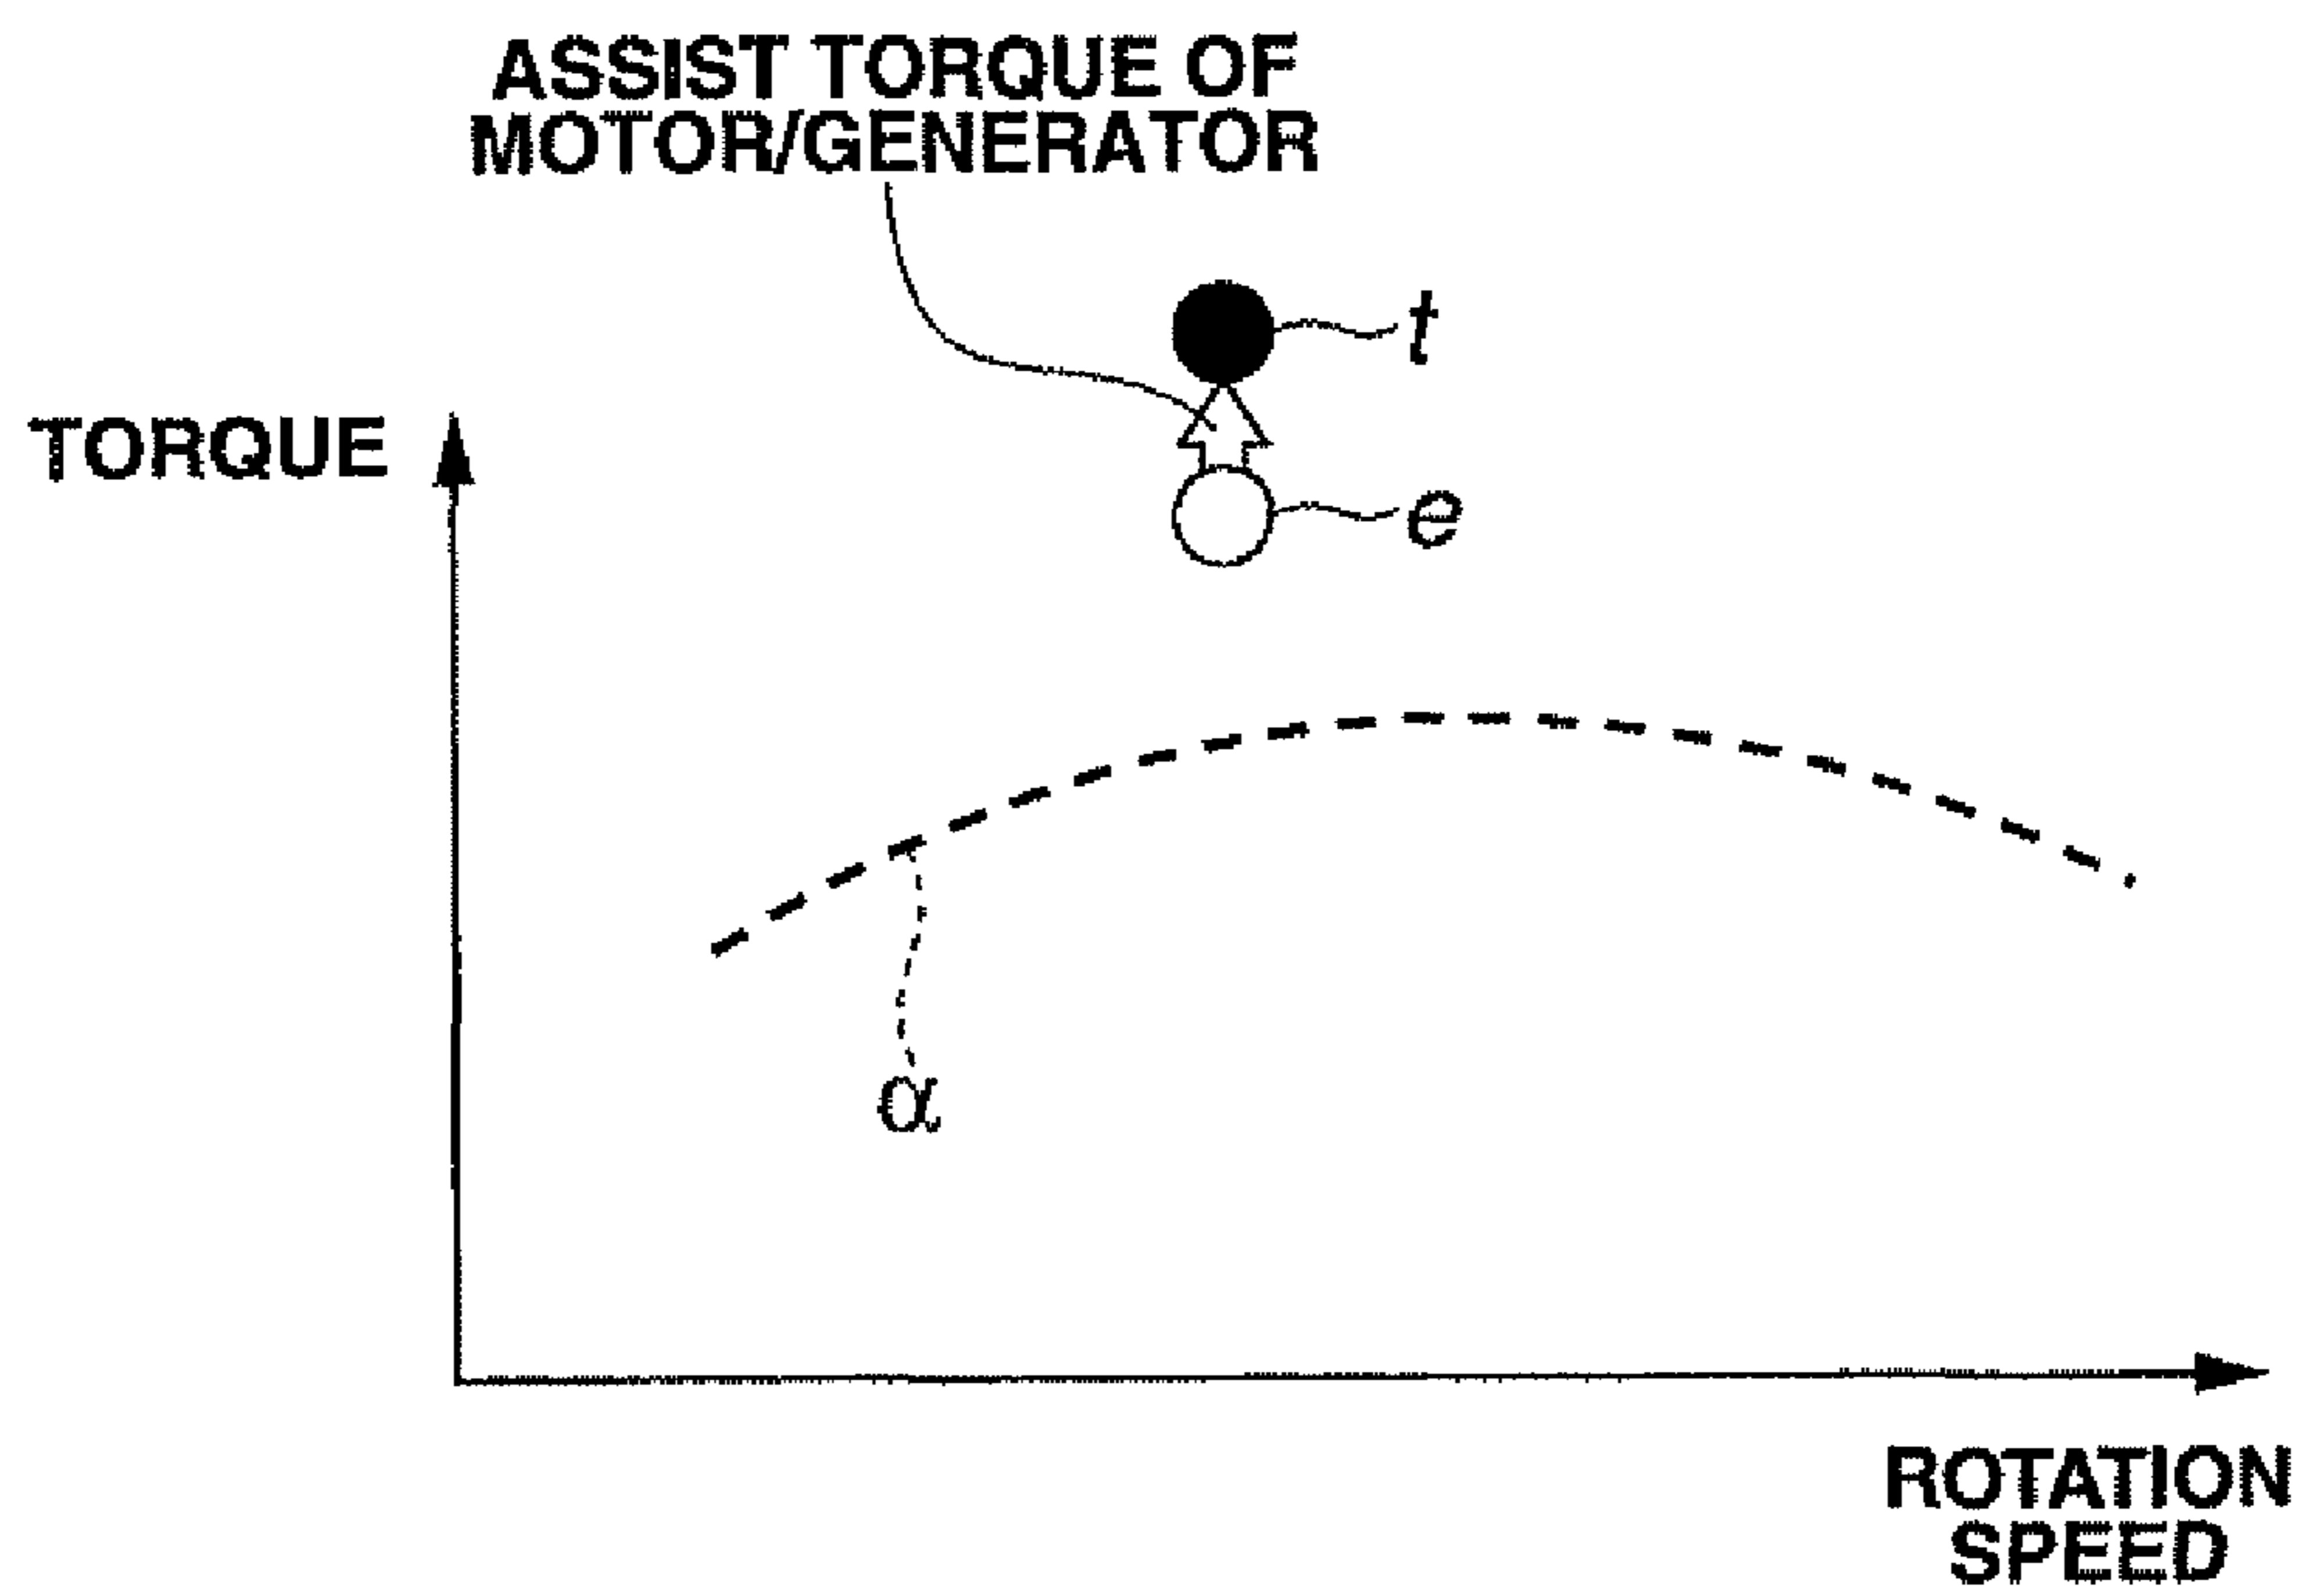 ASSIST TORQUE OF
MOTOR/GENERATOR
t
TORQUE
e
α
ROTATION
SPEED